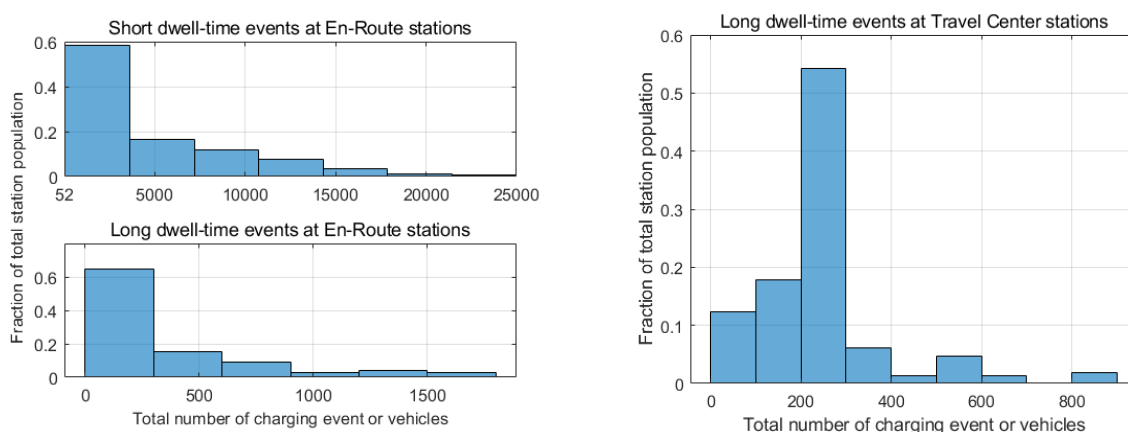 Short dwell-time events at En-Route stations
0.6
0.4
0.2
0
52 5000 10000 15000 20000 25000
Fraction of total station population
Long dwell-time events at En-Route stations
0.6
0.4
0.2
0
0 500 1000 1500
Total number of charging event or vehicles
Long dwell-time events at Travel Center stations
0.6
0.5
0.4
0.3
0.2
0.1
0
Fraction of total station population
0 200 400 600 800
Total number of charging event or vehicles